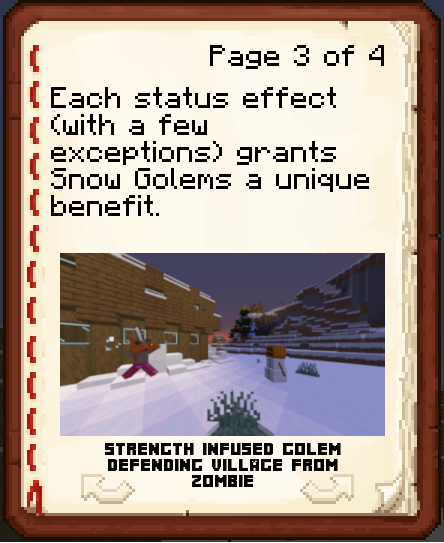 Page 3 of 4
Each status effect
(with a few
exceptions) grants
Snow Golems a unique
benefit.
STRENGTH INFUSED GOLEM
DEFENDING VILLAGE FROM
ZOMBIE